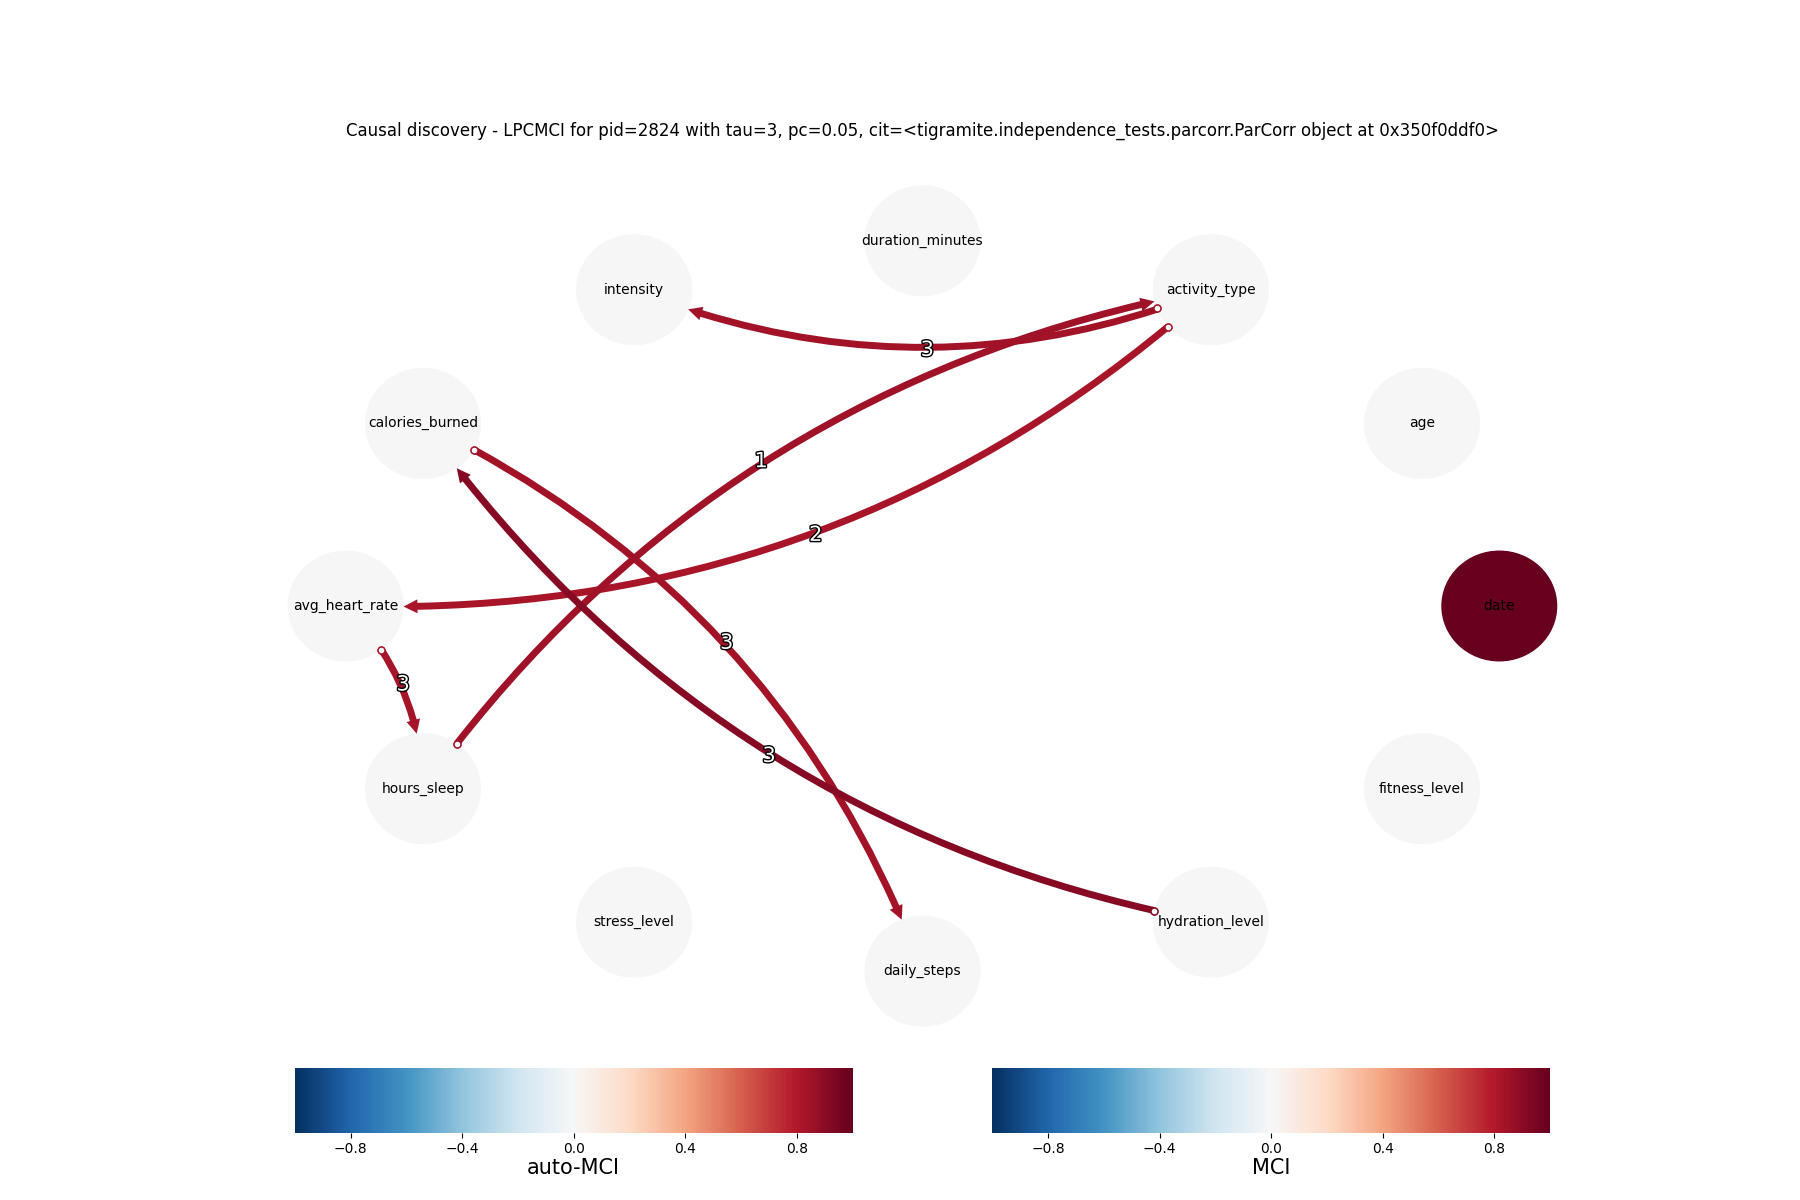 Causal discovery - LPCMCI for pid=2824 with tau=3, pc=0.05, cit=<tigramite.independence_tests.parcorr.ParCorr object at 0x350f0ddf0>
duration_minutes
intensity
activity_type
3
calories_burned
age
1
2
avg_heart_rate
date
3
3
3
hours_sleep
fitness_level
stress_level
hydration_level
daily_steps
−0.8 −0.4 0.0 0.4 0.8
auto-MCI
−0.8 −0.4 0.0 0.4 0.8
MCI